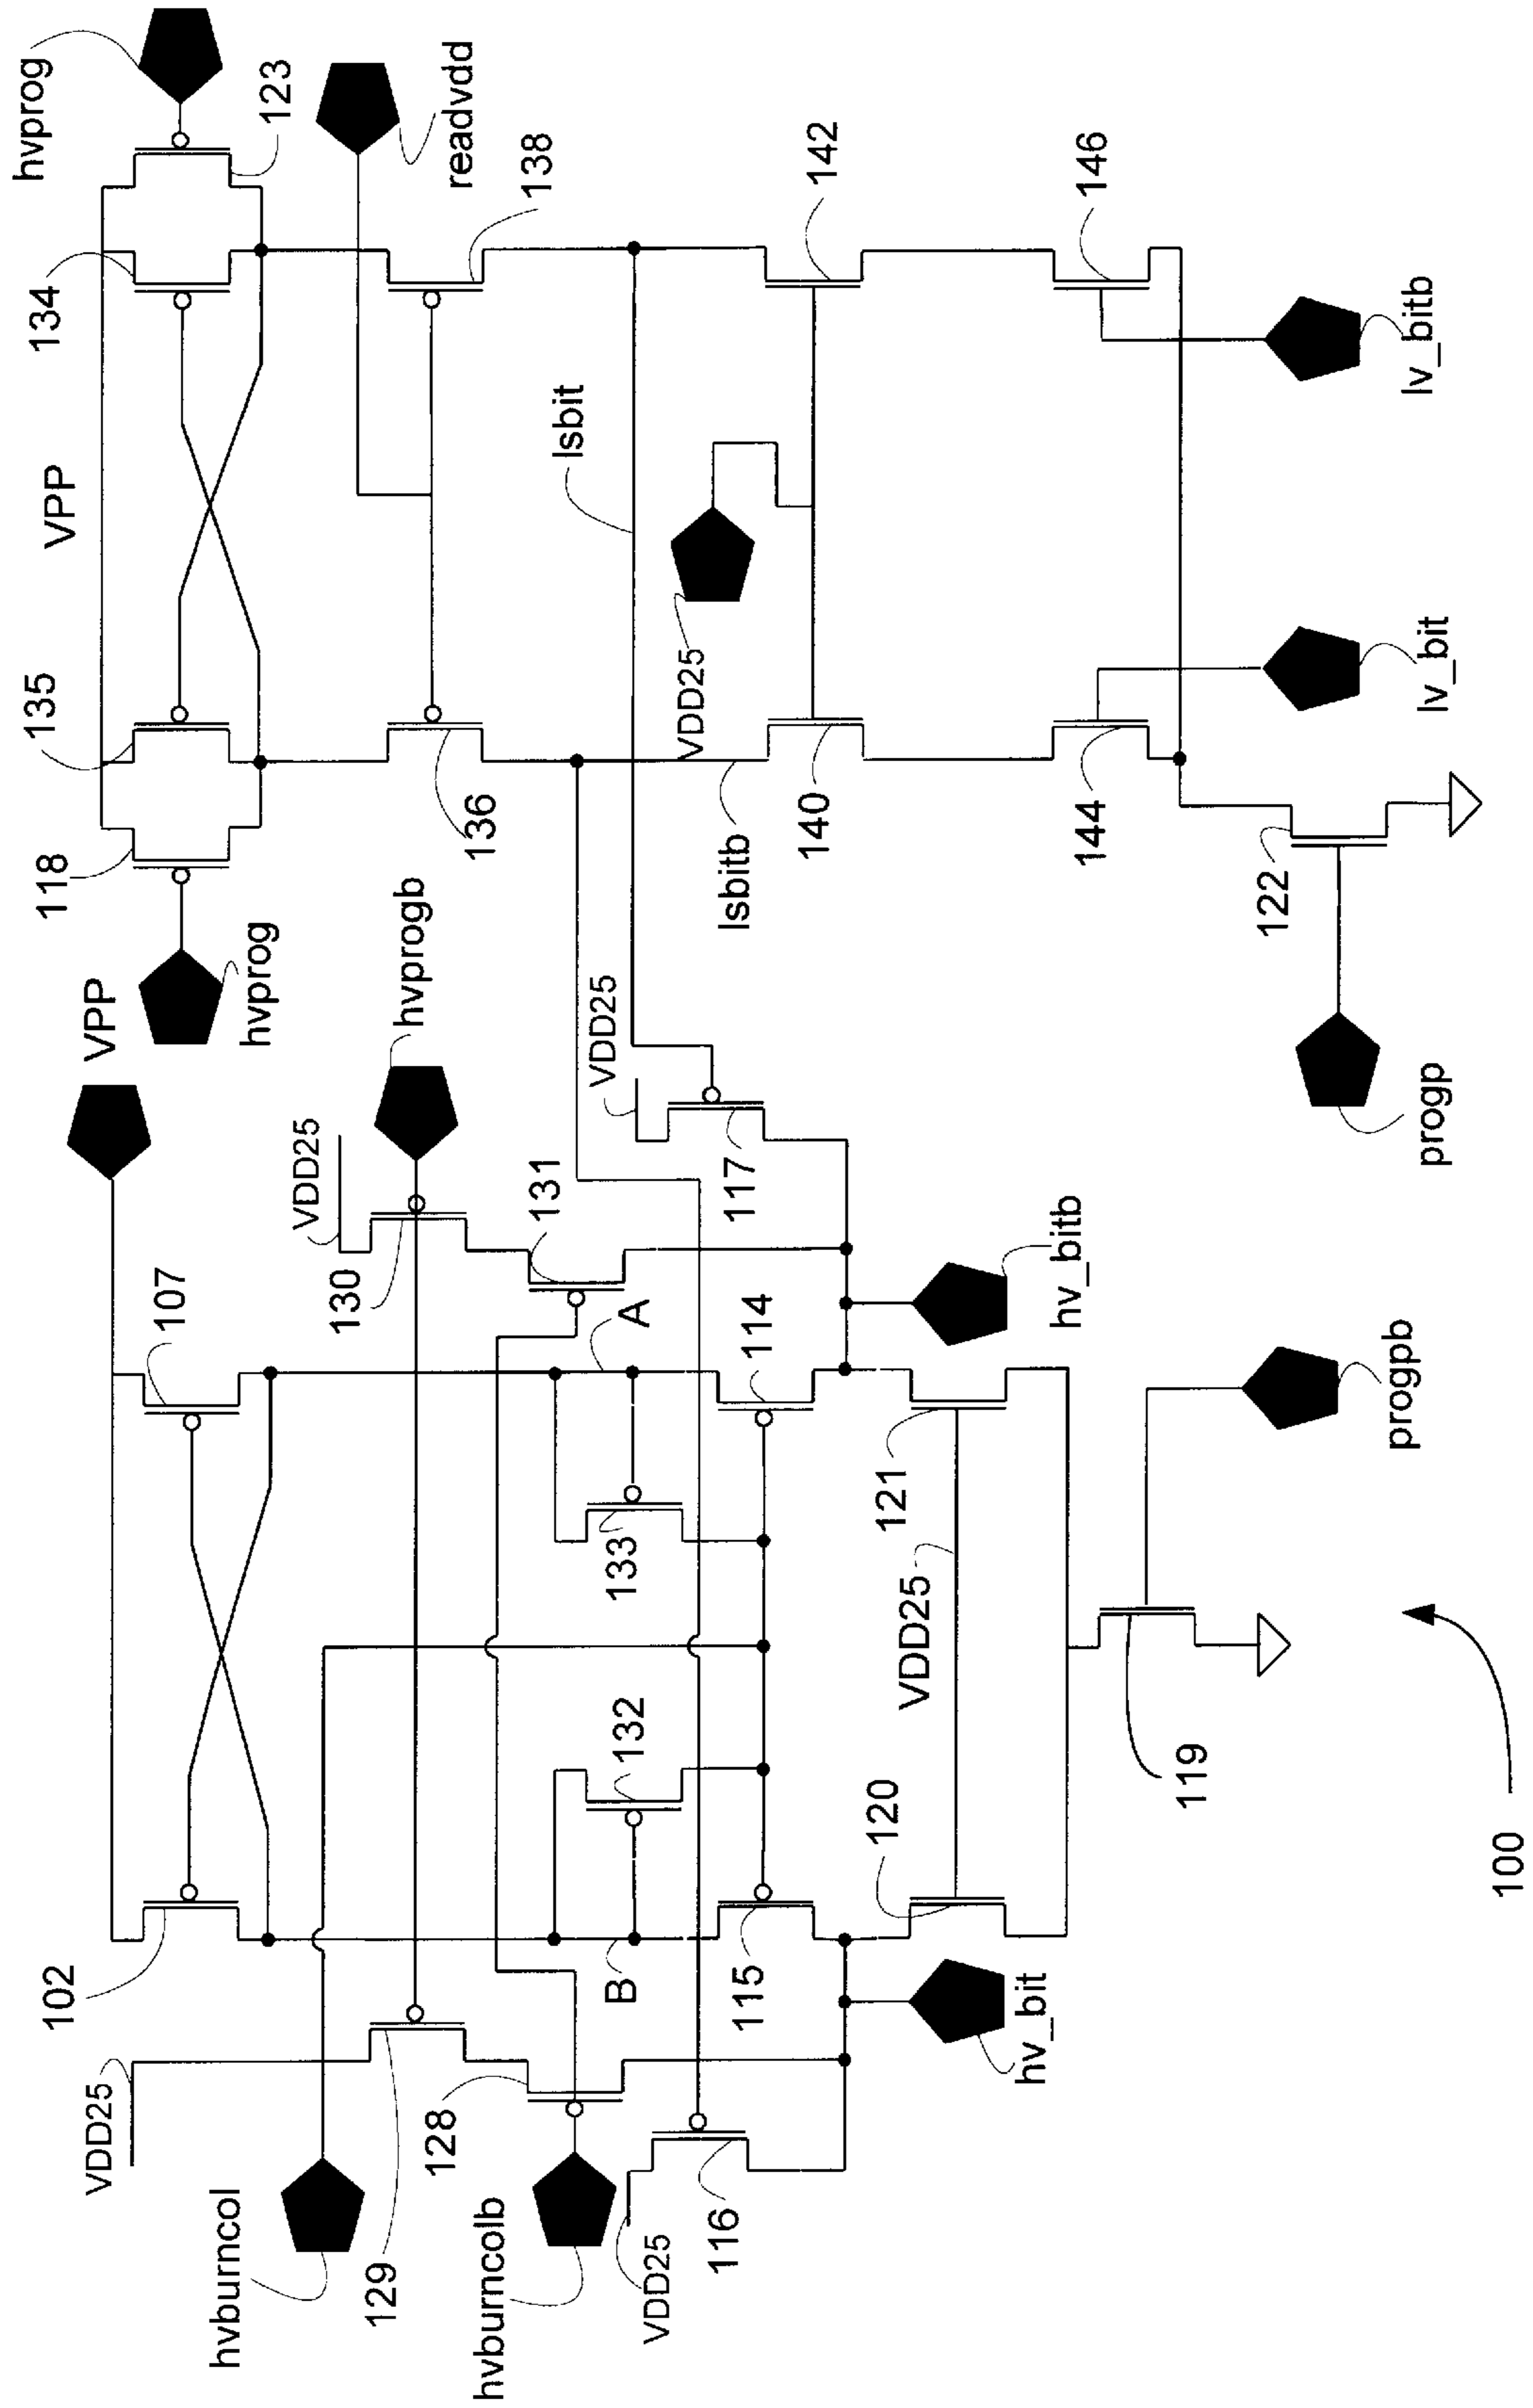 hvprog
123
readvdd
134
138
142
146
VPP
lsbit
lv_bitb
135
VDD25
lv_bit
118
136
140
144
hvprog
lsbitb
122
VPP
hvprogb
VDD25
progp
VDD25
131
117
107
130
A
114
hv_bitb
133
121
progpb
VDD25
132
120
119
102
B
115
hv_bit
100
VDD25
128
hvburncol
129
116
hvburncolb
VDD25